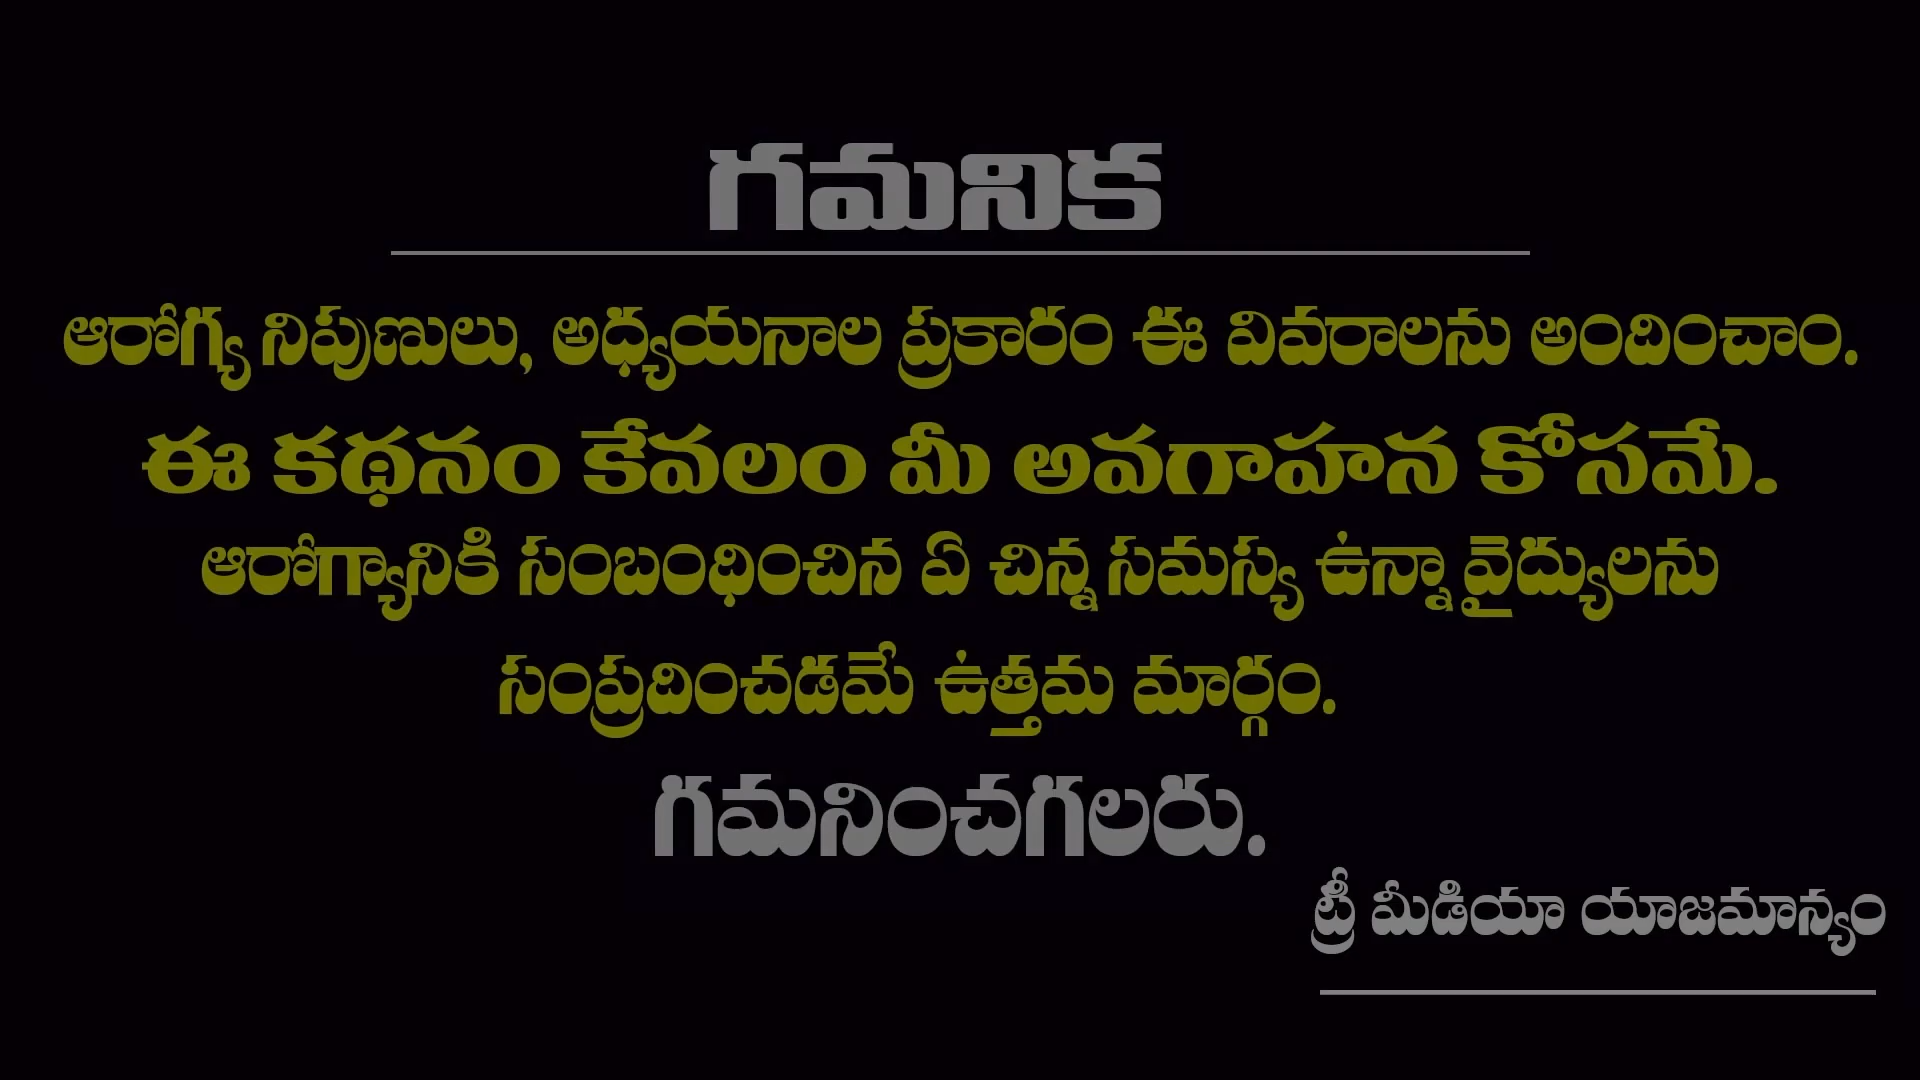 గమనిక
ఆరోగ్య నిపుణులు, అధ్యయనాల ప్రకారం ఈ వివరాలను అందించాం.
ఈ కథనం కేవలం మీ అవగాహన కోసమే.
ఆరోగ్యానికి సంబంధించిన ఏ చిన్న సమస్య ఉన్నా వైద్యులను
సంప్రదించడమే ఉత్తమ మార్గం.
గమనించగలరు.
ట్రీ మీడియా యాజమాన్యం